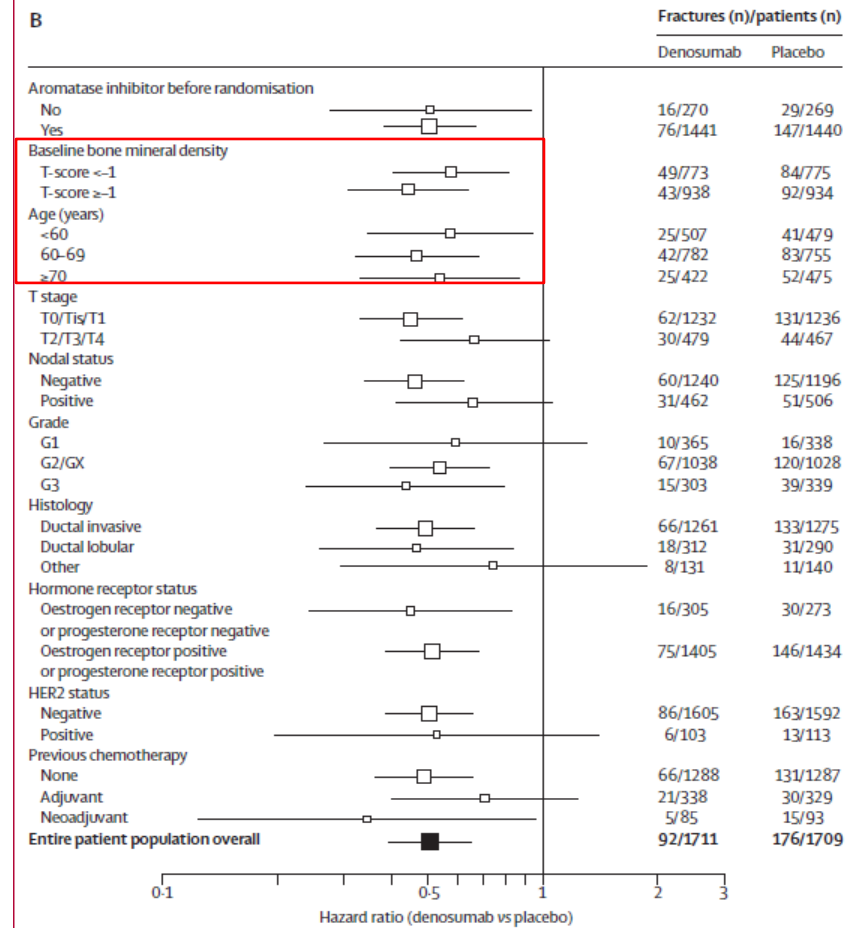 B
Fractures (n)/patients (n)
Denosumab Placebo
Aromatase inhibitor before randomisation
No 16/270 29/269
Yes 76/1441 147/1440
Baseline bone mineral density
T-score <–1 49/773 84/775
T-score ≥–1 43/938 92/934
Age (years)
<60 25/507 41/479
60–69 42/782 83/755
≥70 25/422 52/475
T stage
T0/Tis/T1 62/1232 131/1236
T2/T3/T4 30/479 44/467
Nodal status
Negative 60/1240 125/1196
Positive 31/462 51/506
Grade
G1 10/365 16/338
G2/GX 67/1038 120/1028
G3 15/303 39/339
Histology
Ductal invasive 66/1261 133/1275
Ductal lobular 18/312 31/290
Other 8/131 11/140
Hormone receptor status
Oestrogen receptor negative 16/305 30/273
or progesterone receptor negative
Oestrogen receptor positive 75/1405 146/1434
or progesterone receptor positive
HER2 status
Negative 86/1605 163/1592
Positive 6/103 13/113
Previous chemotherapy
None 66/1288 131/1287
Adjuvant 21/338 30/329
Neoadjuvant 5/85 15/93
Entire patient population overall 92/1711 176/1709
0·1 0·5 1 2 3
Hazard ratio (denosumab vs placebo)